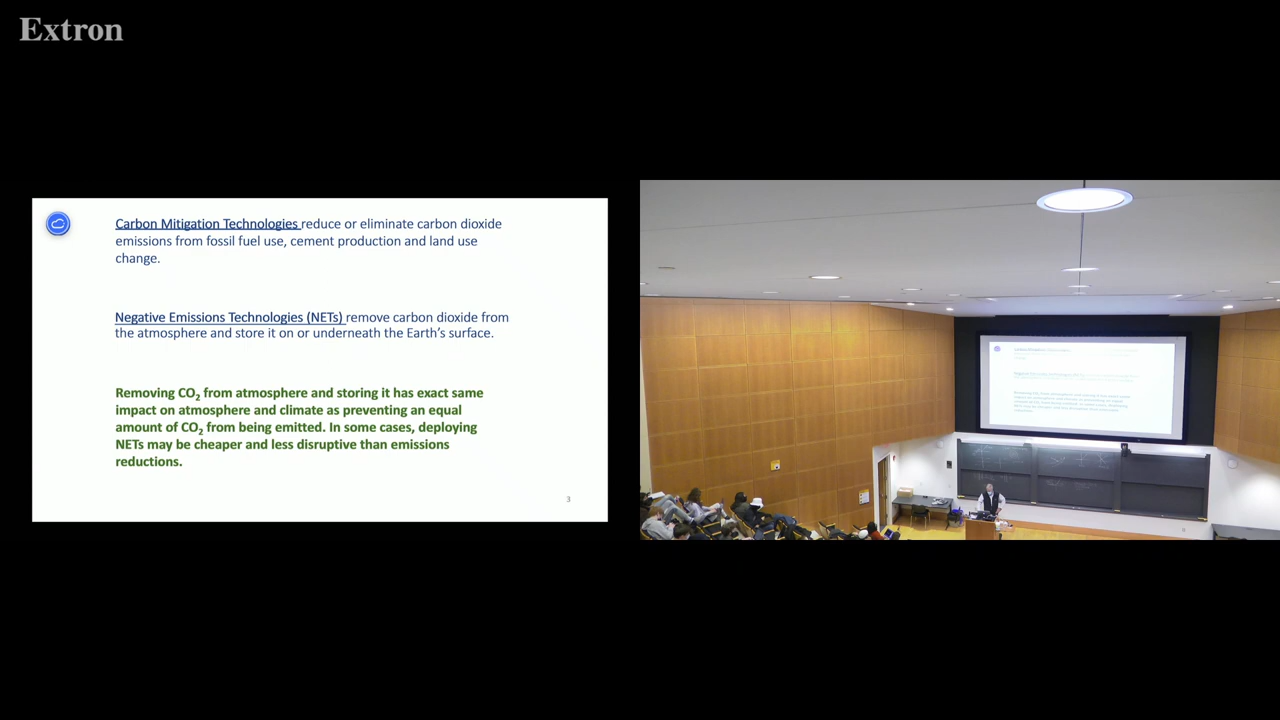 Extron
Carbon Mitigation Technologies reduce or eliminate carbon dioxide
emissions from fossil fuel use, cement production and land use
change.
Negative Emissions Technologies (NETs) remove carbon dioxide from
the atmosphere and store it on or underneath the Earth's surface.
Removing CO₂ from atmosphere and storing it has exact same
impact on atmosphere and climate as preventing an equal
amount of CO₂ from being emitted. In some cases, deploying
NETs may be cheaper and less disruptive than emissions
reductions.
3